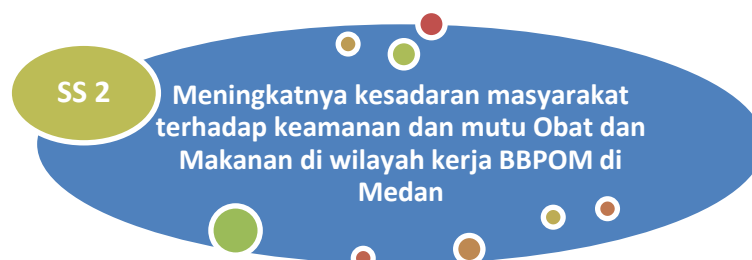 SS 2
Meningkatnya kesadaran masyarakat
terhadap keamanan dan mutu Obat dan
Makanan di wilayah kerja BBPOM di
Medan